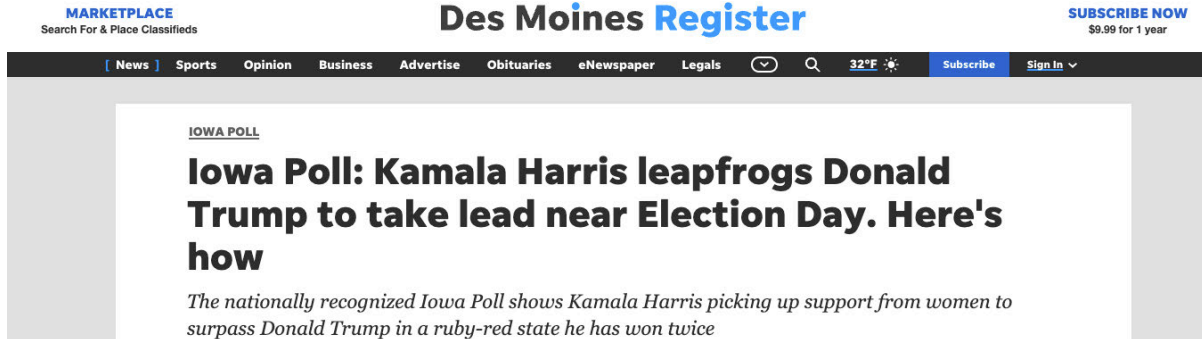 MARKETPLACE
Search For & Place Classifieds
Des Moines Register
SUBSCRIBE NOW
$9.99 for 1 year
[ News ] Sports Opinion Business Advertise Obituaries eNewspaper Legals 32°F Subscribe Sign In
IOWA POLL
Iowa Poll: Kamala Harris leapfrogs Donald
Trump to take lead near Election Day. Here's
how
The nationally recognized Iowa Poll shows Kamala Harris picking up support from women to
surpass Donald Trump in a ruby-red state he has won twice